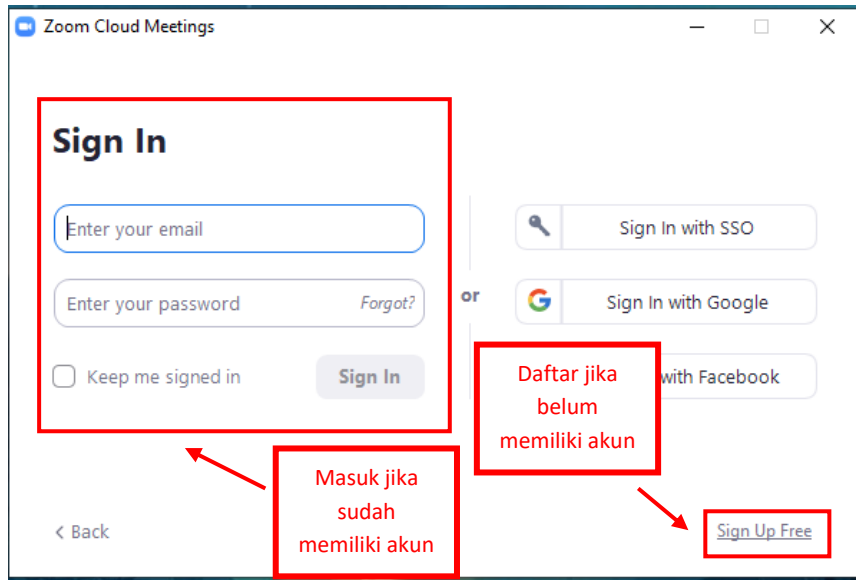 Zoom Cloud Meetings
Sign In
Enter your email
Enter your password Forgot?
Keep me signed in Sign In
or
Sign In with SSO
Sign In with Google
with Facebook
Daftar jika
belum
memiliki akun
Masuk jika
sudah
memiliki akun
< Back
Sign Up Free